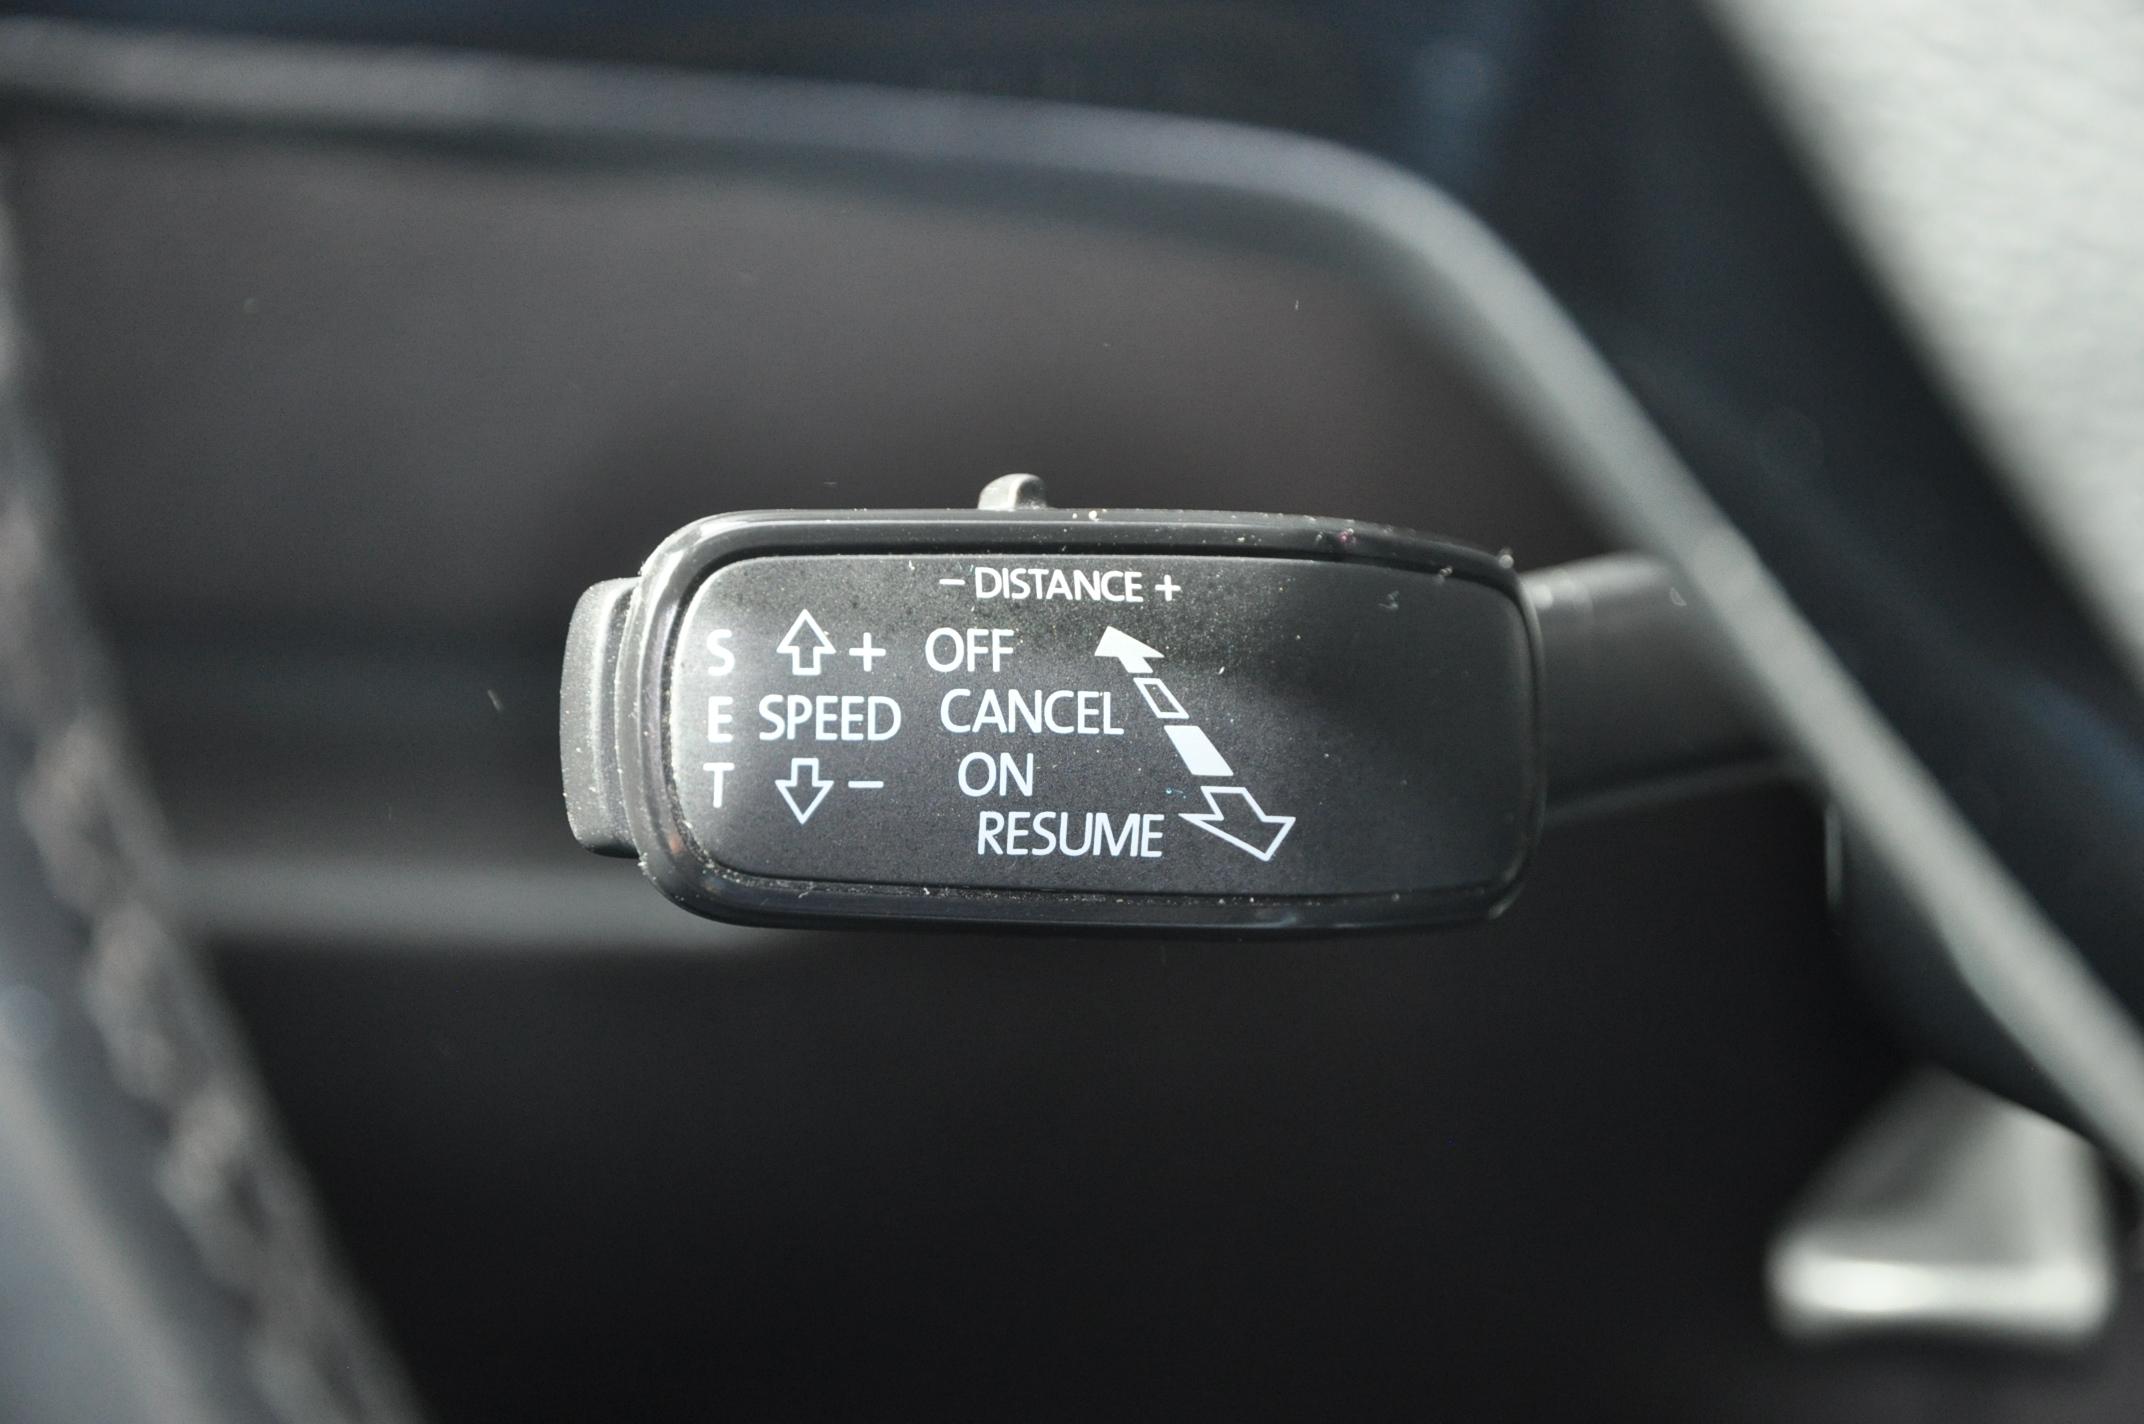 - DISTANCE +
S + OFF
E SPEED CANCEL
T - ON
RESUME